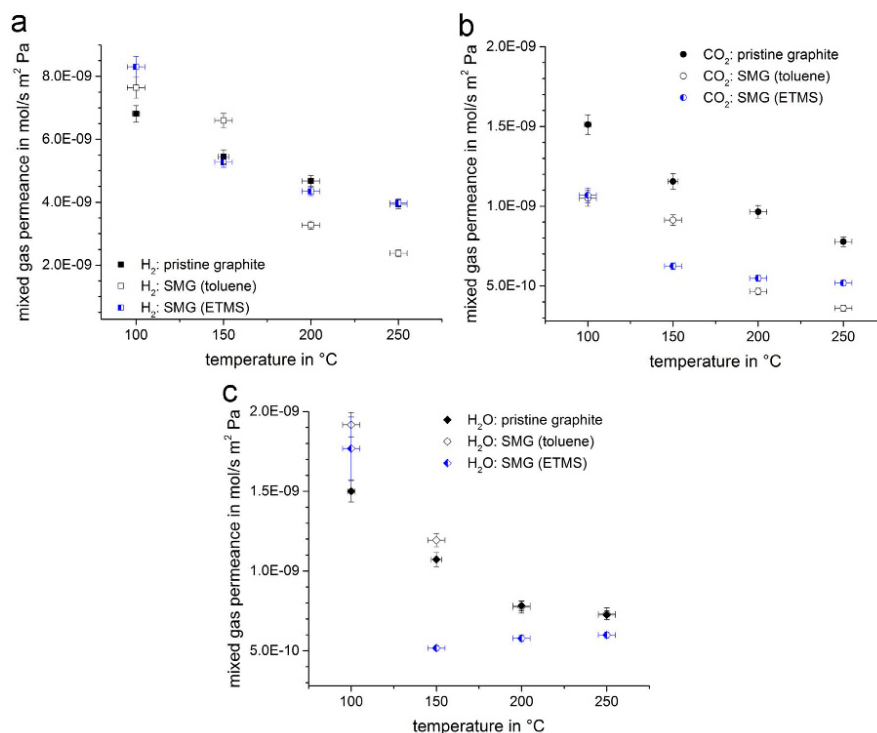 a
mixed gas permeance in mol/s m² Pa
8.0E-09
6.0E-09
4.0E-09
2.0E-09
H₂: pristine graphite
H₂: SMG (toluene)
H₂: SMG (ETMS)
100 150 200 250
temperature in °C
b
mixed gas permeance in mol/s m² Pa
2.0E-09
1.5E-09
1.0E-09
5.0E-10
CO₂: pristine graphite
CO₂: SMG (toluene)
CO₂: SMG (ETMS)
100 150 200 250
temperature in °C
c
mixed gas permeance in mol/s m² Pa
2.0E-09
1.5E-09
1.0E-09
5.0E-10
H₂O: pristine graphite
H₂O: SMG (toluene)
H₂O: SMG (ETMS)
100 150 200 250
temperature in °C